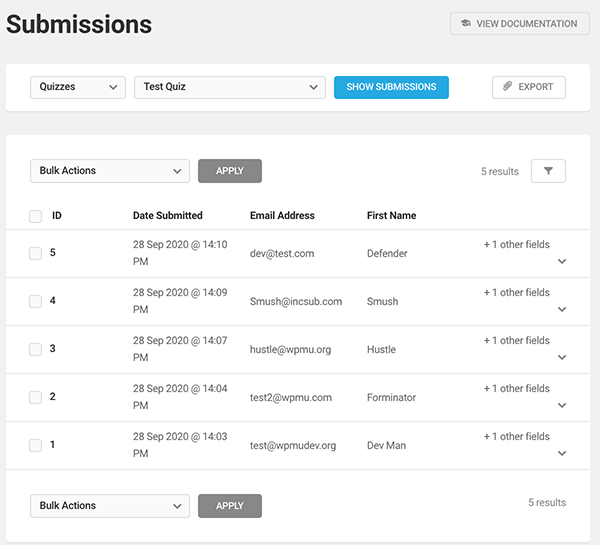 Submissions
VIEW DOCUMENTATION
Quizzes
Test Quiz
SHOW SUBMISSIONS
EXPORT
Bulk Actions
APPLY
5 results
ID Date Submitted Email Address First Name
5 28 Sep 2020 @ 14:10 PM dev@test.com Defender + 1 other fields
4 28 Sep 2020 @ 14:09 PM Smush@incsub.com Smush + 1 other fields
3 28 Sep 2020 @ 14:07 PM hustle@wpmu.org Hustle + 1 other fields
2 28 Sep 2020 @ 14:04 PM test2@wpmu.com Forminator + 1 other fields
1 28 Sep 2020 @ 14:03 PM test@wpmudev.org Dev Man + 1 other fields
Bulk Actions
APPLY
5 results